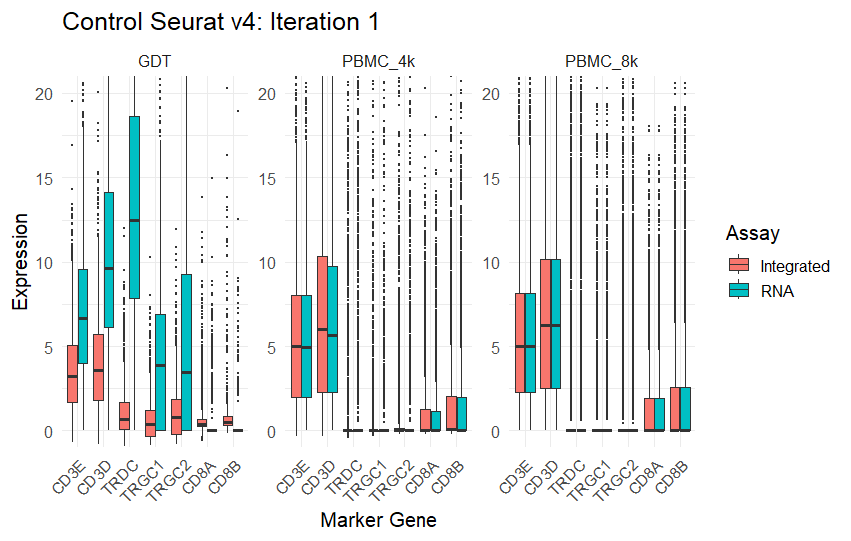 Control Seurat v4: Iteration 1
GDT
PBMC_4k
PBMC_8k
Expression
20
15
10
5
0
20
15
10
5
0
20
15
10
5
0
CD3E
CD3D
TRDC
TRGC1
TRGC2
CD8A
CD8B
CD3E
CD3D
TRDC
TRGC1
TRGC2
CD8A
CD8B
CD3E
CD3D
TRDC
TRGC1
TRGC2
CD8A
CD8B
Marker Gene
Assay
Integrated
RNA